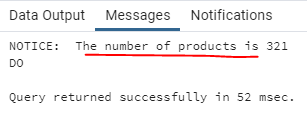 Data Output Messages Notifications
NOTICE:  The number of products is 321
DO
Query returned successfully in 52 msec.